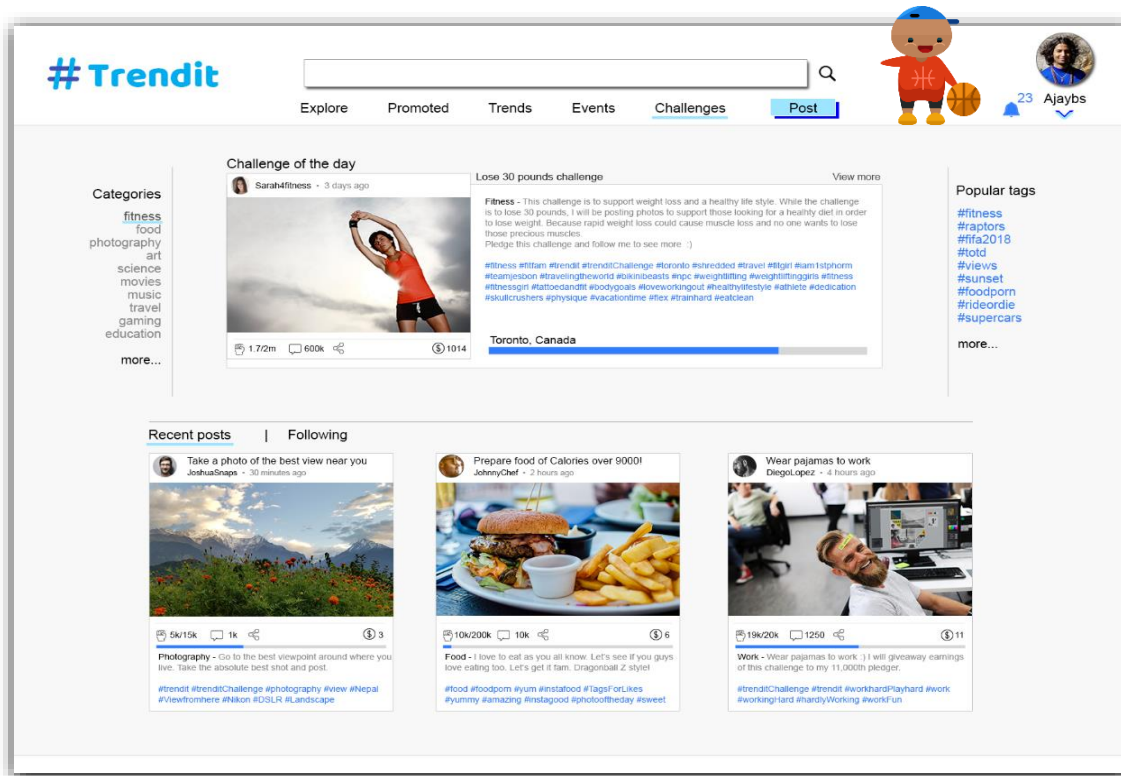 # Trendit
Explore Promoted Trends Events Challenges Post
23 Ajaybs
Categories
fitness
food
photography
art
science
movies
music
travel
gaming
education
more...
Challenge of the day
Sarah4fitness - 3 days ago
1.7/2m 600k $ 1014
Lose 30 pounds challenge View more
Fitness - This challenge is to support weight loss and a healthy life style. While the challenge
is to lose 30 pounds, I will be posting photos to support those looking for a healhty diet in order
to lose weight. Because rapid weight loss could cause muscle loss and no one wants to lose
those precious muscles.
Pledge this challenge and follow me to see more :)
#fitness #fitfam #trendit #trenditChallenge #toronto #shredded #travel #fitgirl #iam1stphorm
#teamjesbon #travelingtheworld #bikinibeasts #npc #weightlifting #weightliftinggirls #fitness
#fitnessgirl #tattoedandfit #bodygoals #loveworkingout #healthylifestyle #athlete #dedication
#skullcrushers #physique #vacationtime #flex #trainhard #eatclean
Toronto, Canada
Popular tags
#fitness
#raptors
#fifa2018
#totd
#views
#sunset
#foodporn
#rideordie
#supercars
more...
Recent posts | Following
Take a photo of the best view near you
JoshuaSnaps - 30 minutes ago
5k/15k 1k $ 3
Photography - Go to the best viewpoint around where you
live. Take the absolute best shot and post.
#trendit #trenditChallenge #photography #view #Nepal
#Viewfromhere #Nikon #DSLR #Landscape
Prepare food of Calories over 9000!
JohnnyChef - 2 hours ago
10k/200k 10k $ 6
Food - I love to eat as you all know. Let's see if you guys
love eating too. Let's get it fam. Dragonball Z style!
#food #foodporn #yum #instafood #TagsForLikes
#yummy #amazing #instagood #photooftheday #sweet
Wear pajamas to work
DiegoLopez - 4 hours ago
19k/20k 1250 $ 11
Work - Wear pajamas to work :) I will giveaway earnings
of this challenge to my 11,000th pledger.
#trenditChallenge #trendit #workhardPlayhard #work
#workingHard #hardlyWorking #workFun